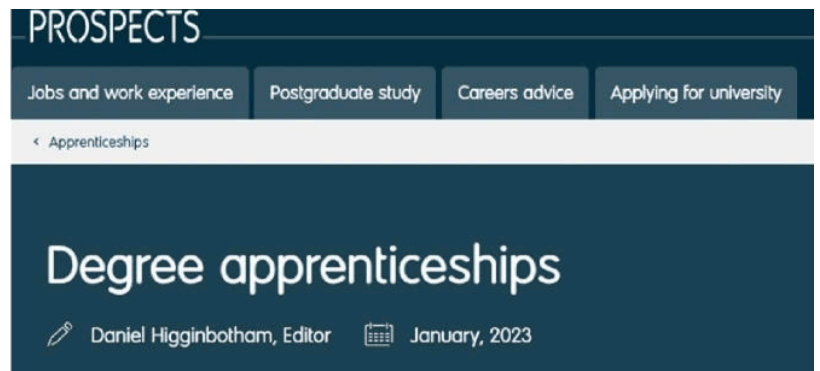 PROSPECTS
Jobs and work experience Postgraduate study Careers advice Applying for university
< Apprenticeships
Degree apprenticeships
Daniel Higginbotham, Editor January, 2023